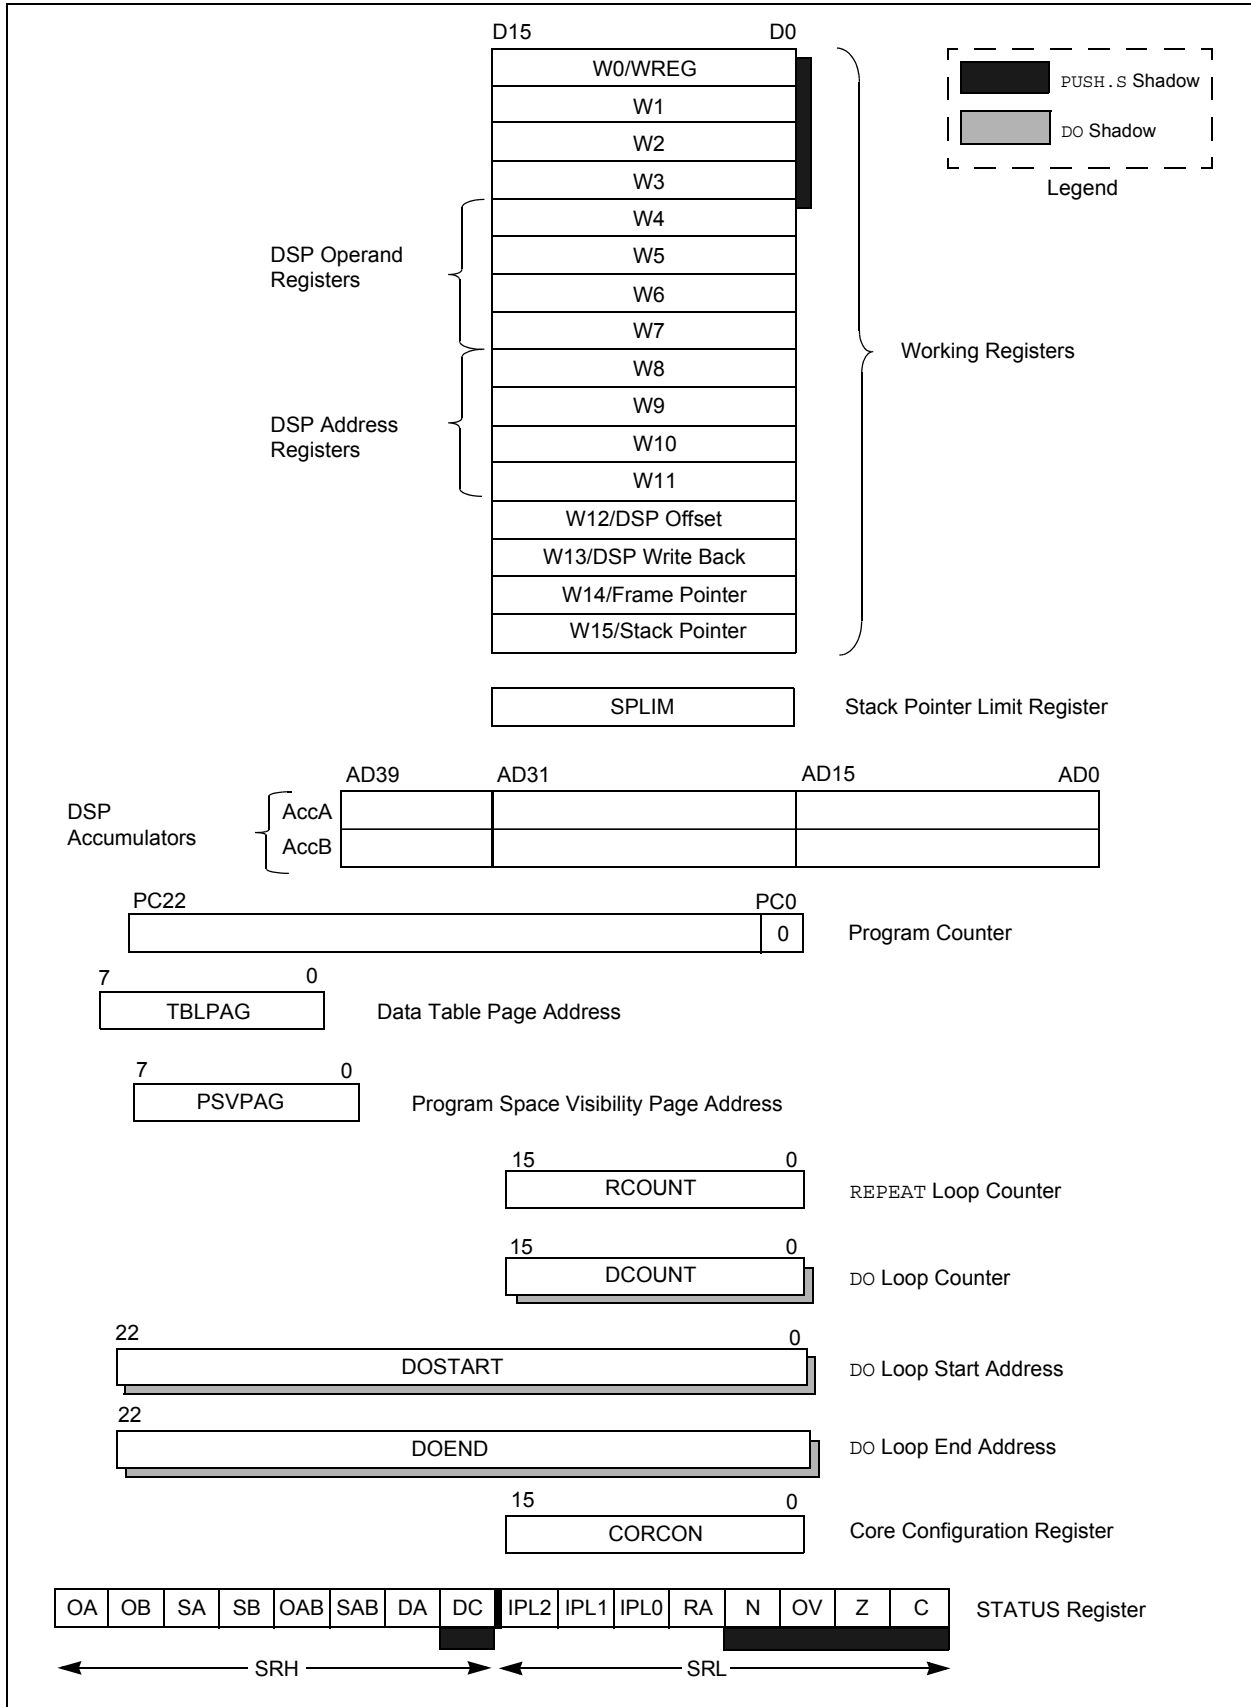 D15 D0
W0/WREG
W1
W2
W3
W4
W5
W6
W7
W8
W9
W10
W11
W12/DSP Offset
W13/DSP Write Back
W14/Frame Pointer
W15/Stack Pointer
PUSH.S Shadow
DO Shadow
Legend
DSP Operand
Registers
DSP Address
Registers
Working Registers
SPLIM Stack Pointer Limit Register
AD39 AD31 AD15 AD0
DSP
Accumulators
AccA
AccB
PC22 PC0
0 Program Counter
7 0
TBLPAG Data Table Page Address
7 0
PSVPAG Program Space Visibility Page Address
15 0
RCOUNT REPEAT Loop Counter
15 0
DCOUNT DO Loop Counter
22 0
DOSTART DO Loop Start Address
22
DOEND DO Loop End Address
15 0
CORCON Core Configuration Register
OA OB SA SB OAB SAB DA DC IPL2 IPL1 IPL0 RA N OV Z C STATUS Register
SRH SRL